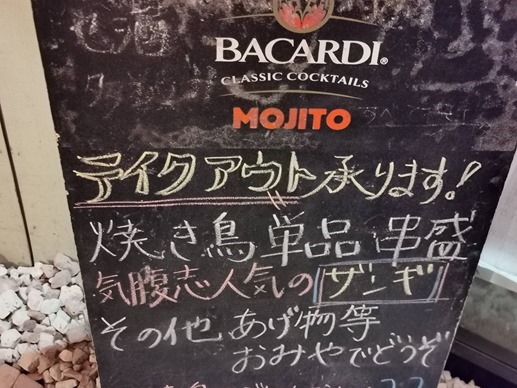 BACARDI®
CLASSIC COCKTAILS
MOJITO
テイクアウト承ります!
焼き鳥単品串盛
気腹志人気のザンギ
その他あげ物等
おみやでどうぞ